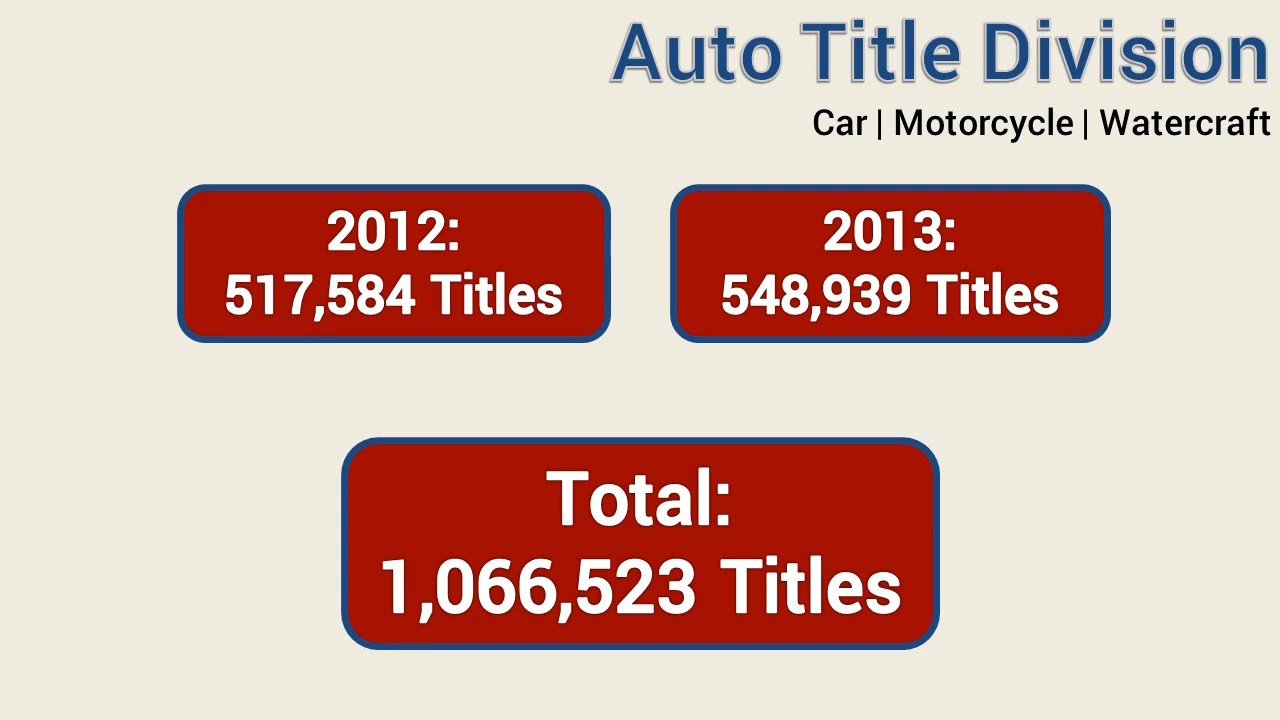 Auto Title Division
Car | Motorcycle | Watercraft
2012:
517,584 Titles
2013:
548,939 Titles
Total:
1,066,523 Titles